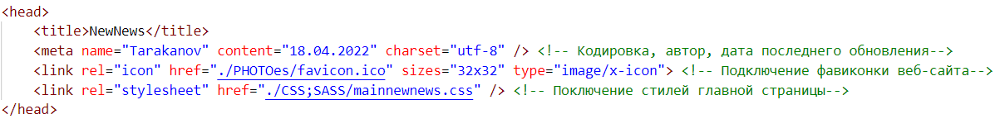 <head>
<title>NewNews</title>
<meta name="Tarakanov" content="18.04.2022" charset="utf-8" /> <!-- Кодировка, автор, дата последнего обновления-->
<link rel="icon" href="./PHOTOes/favicon.ico" sizes="32x32" type="image/x-icon"> <!-- Подключение фавиконки веб-сайта-->
<link rel="stylesheet" href="./CSS;SASS/mainnewnews.css" /> <!-- Поключение стилей главной страницы-->
</head>